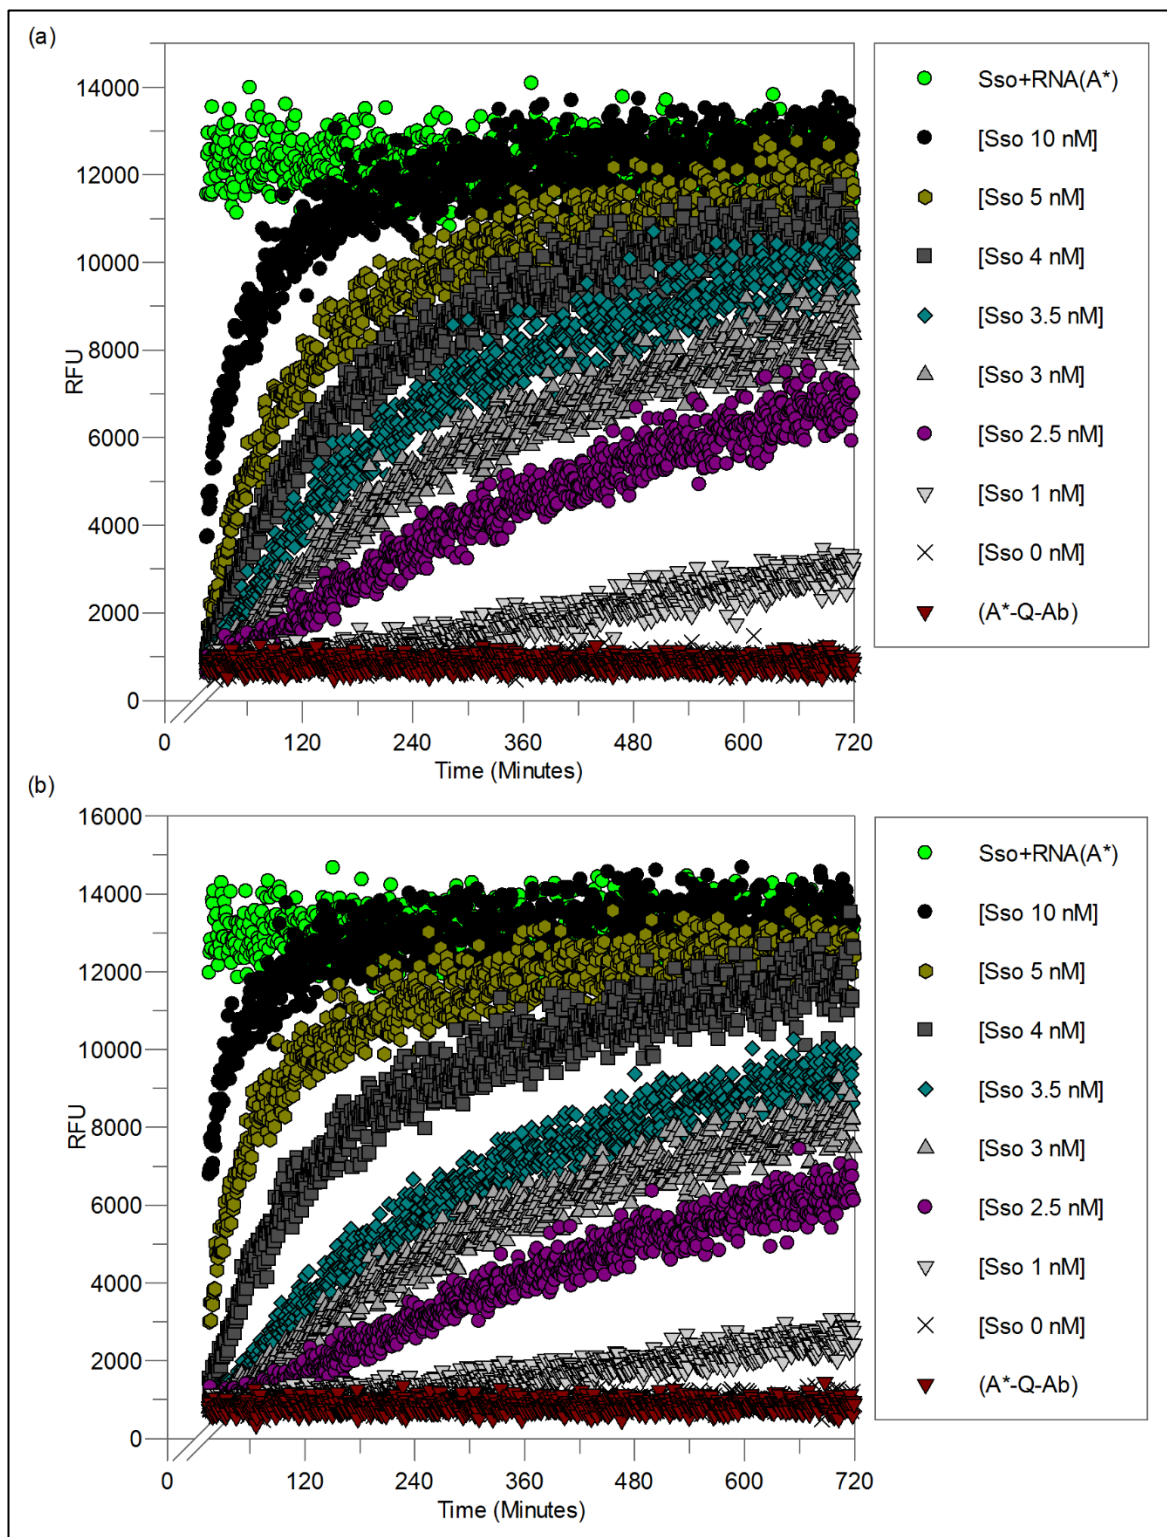 (a)
14000
12000
10000
8000
6000
4000
2000
0
RFU
0 120 240 360 480 600 720
Time (Minutes)
Sso+RNA(A*)
[Sso 10 nM]
[Sso 5 nM]
[Sso 4 nM]
[Sso 3.5 nM]
[Sso 3 nM]
[Sso 2.5 nM]
[Sso 1 nM]
[Sso 0 nM]
(A*-Q-Ab)
(b)
16000
14000
12000
10000
8000
6000
4000
2000
0
RFU
0 120 240 360 480 600 720
Time (Minutes)
Sso+RNA(A*)
[Sso 10 nM]
[Sso 5 nM]
[Sso 4 nM]
[Sso 3.5 nM]
[Sso 3 nM]
[Sso 2.5 nM]
[Sso 1 nM]
[Sso 0 nM]
(A*-Q-Ab)